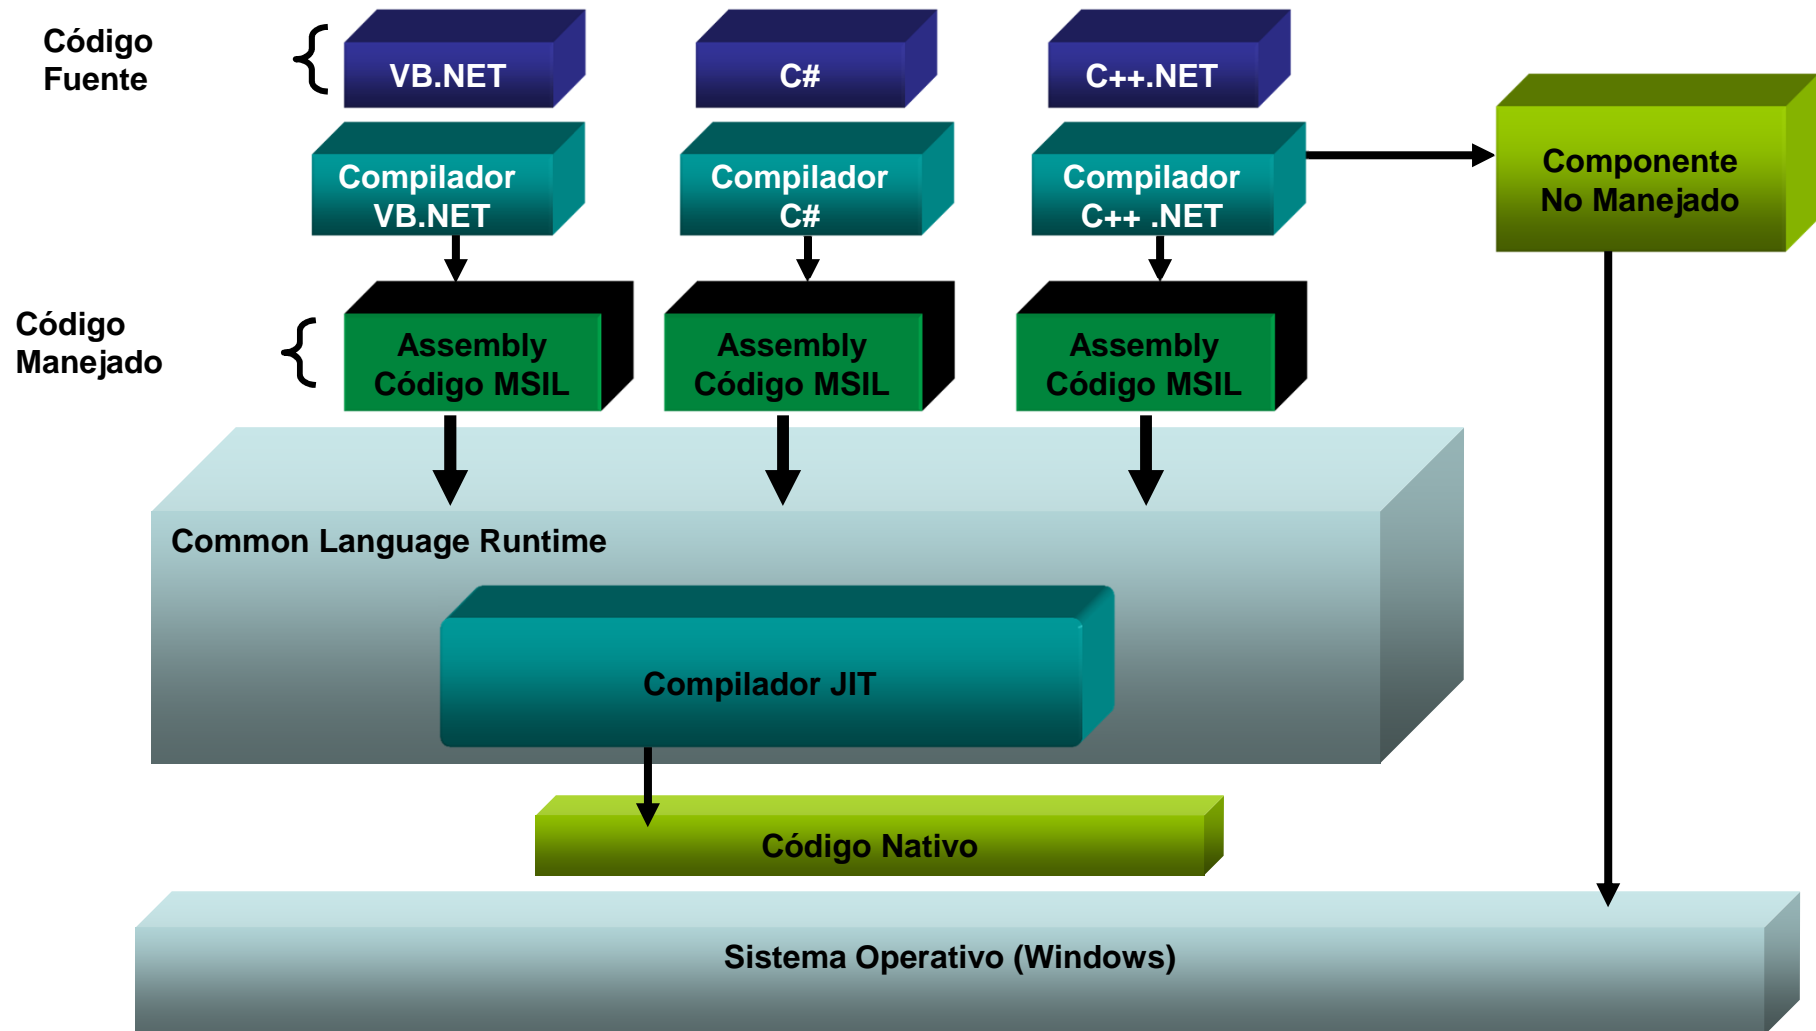 Código
Fuente
VB.NET
C#
C++.NET
Compilador
VB.NET
Compilador
C#
Compilador
C++ .NET
Componente
No Manejado
Código
Manejado
Assembly
Código MSIL
Assembly
Código MSIL
Assembly
Código MSIL
Common Language Runtime
Compilador JIT
Código Nativo
Sistema Operativo (Windows)